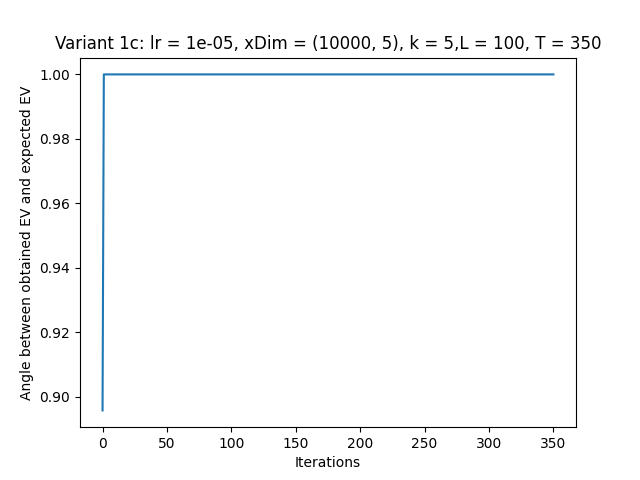 Variant 1c: lr = 1e-05, xDim = (10000, 5), k = 5,L = 100, T = 350
Angle between obtained EV and expected EV
1.00
0.98
0.96
0.94
0.92
0.90
0 50 100 150 200 250 300 350
Iterations